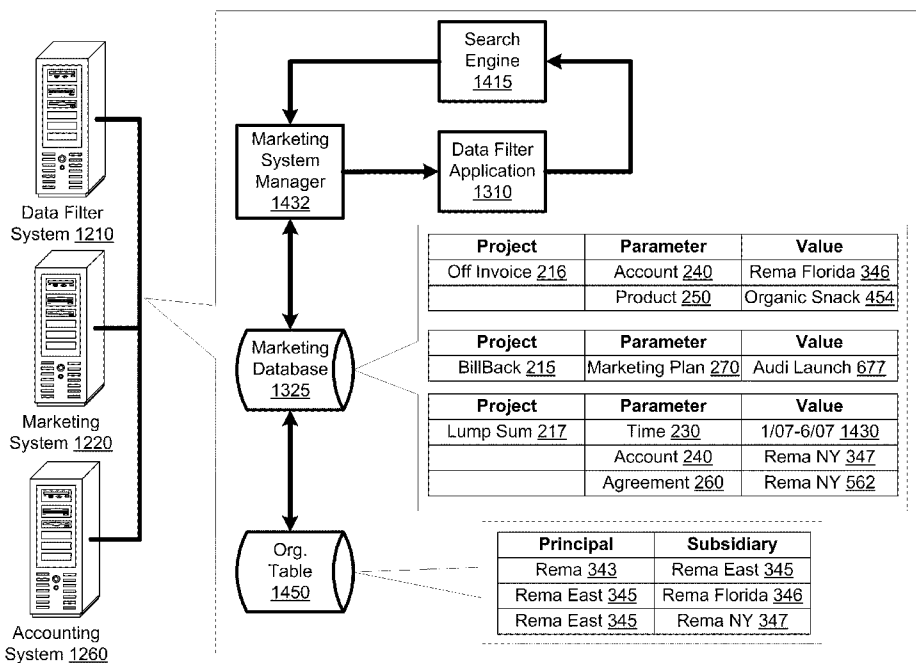 Search
Engine
1415
Marketing
System
Manager
1432
Data Filter
Application
1310
Data Filter
System 1210
Marketing
System 1220
Accounting
System 1260
Marketing
Database
1325
Org.
Table
1450
Project Parameter Value
Off Invoice 216 Account 240 Rema Florida 346
Product 250 Organic Snack 454
Project Parameter Value
BillBack 215 Marketing Plan 270 Audi Launch 677
Project Parameter Value
Lump Sum 217 Time 230 1/07-6/07 1430
Account 240 Rema NY 347
Agreement 260 Rema NY 562
Principal Subsidiary
Rema 343 Rema East 345
Rema East 345 Rema Florida 346
Rema East 345 Rema NY 347